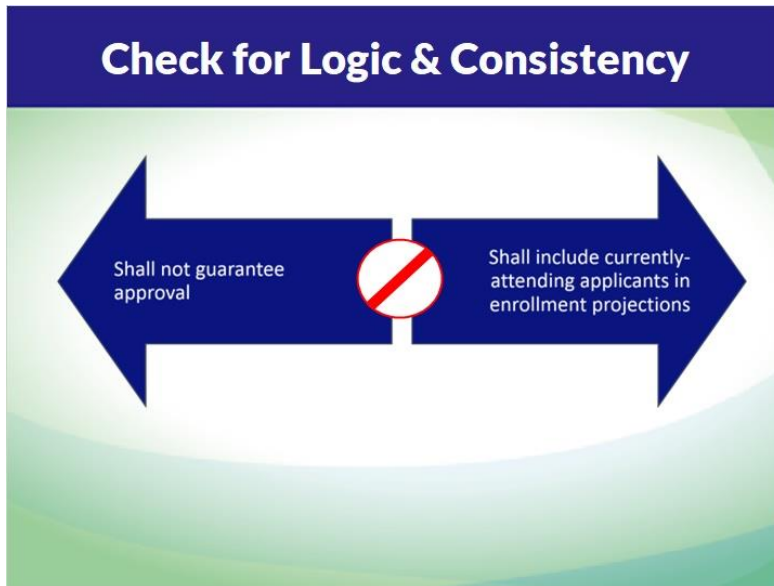 Check for Logic & Consistency
Shall not guarantee
approval
Shall include currently-
attending applicants in
enrollment projections